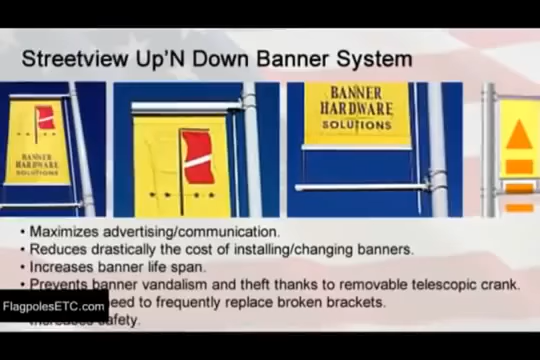 Streetview Up'N Down Banner System
BANNER
HARDWARE
SOLUTIONS
BANNER
HARDWARE
SOLUTIONS
• Maximizes advertising/communication.
• Reduces drastically the cost of installing/changing banners.
• Increases banner life span.
• Prevents banner vandalism and theft thanks to removable telescopic crank.
need to frequently replace broken brackets.
safety.
FlagpolesETC.com